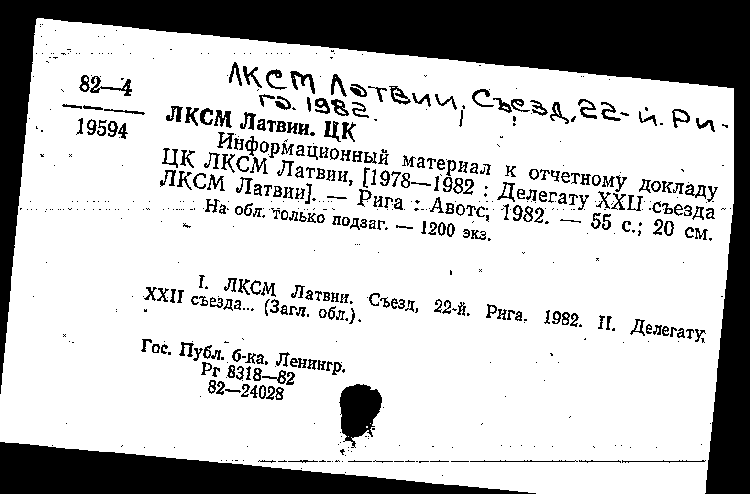 ЛКСМ Латвии, Съезд, 22-й. Ри-
га. 1982.
82—4
19594
ЛКСМ Латвии. ЦК
Информационный материал к отчетному докладу
ЦК ЛКСМ Латвии, [1978—1982 : Делегату XXII съезда
ЛКСМ Латвии]. — Рига : Авотс, 1982. — 55 с.; 20 см.
На обл. только подзаг. — 1200 экз.
I. ЛКСМ Латвии. Съезд, 22-й. Рига. 1982. II. Делегату
XXII съезда... (Загл. обл.).
Гос. Публ. б-ка. Ленингр.
Рг 8318—82
82—24028